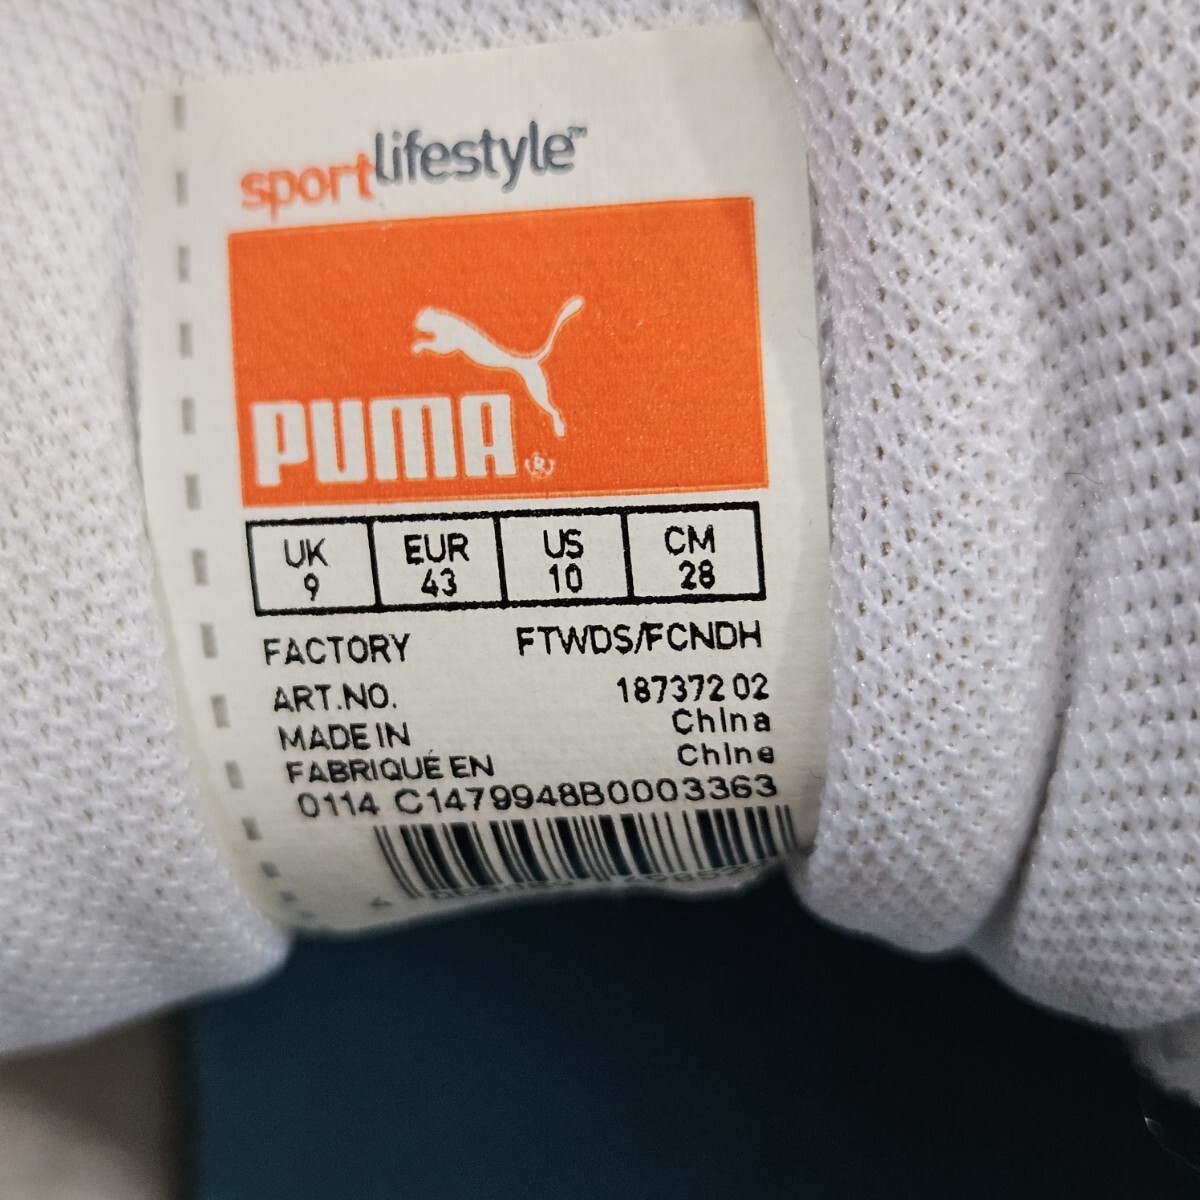 sportlifestyle™
PUMA®
UK EUR US CM
9 43 10 28
FACTORY FTWDS/FCNDH
ART.NO. 187372 02
MADE IN China
FABRIQUÉ EN Chine
0114 C1479948B0003363